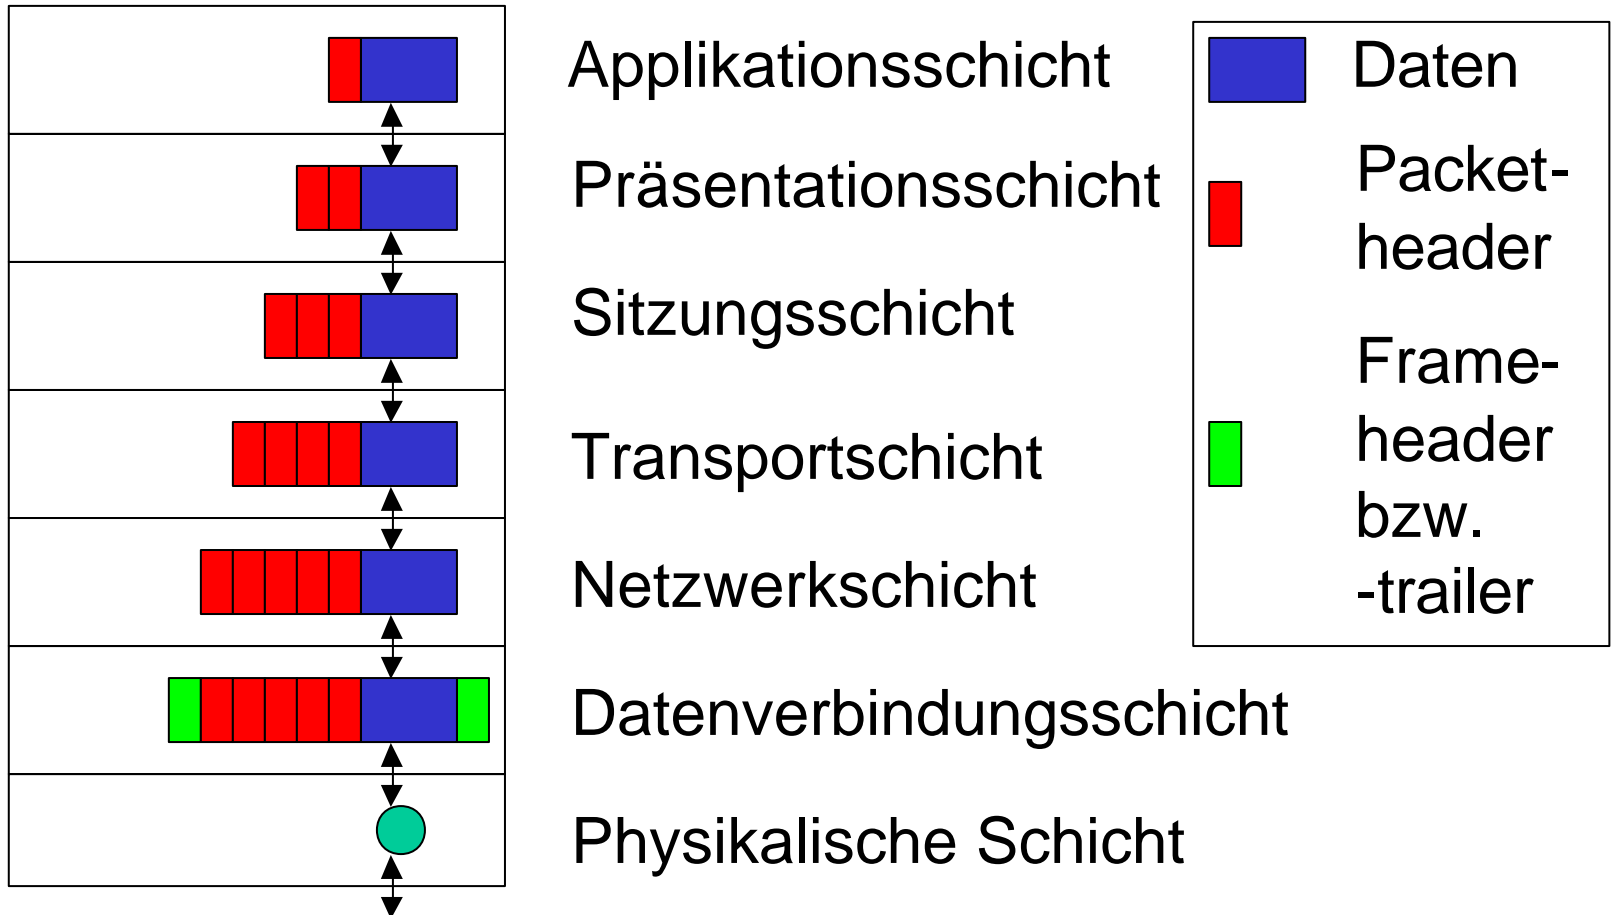 Applikationsschicht
Präsentationsschicht
Sitzungsschicht
Transportschicht
Netzwerkschicht
Datenverbindungsschicht
Physikalische Schicht
Daten
Packet-
header
Frame-
header
bzw.
-trailer